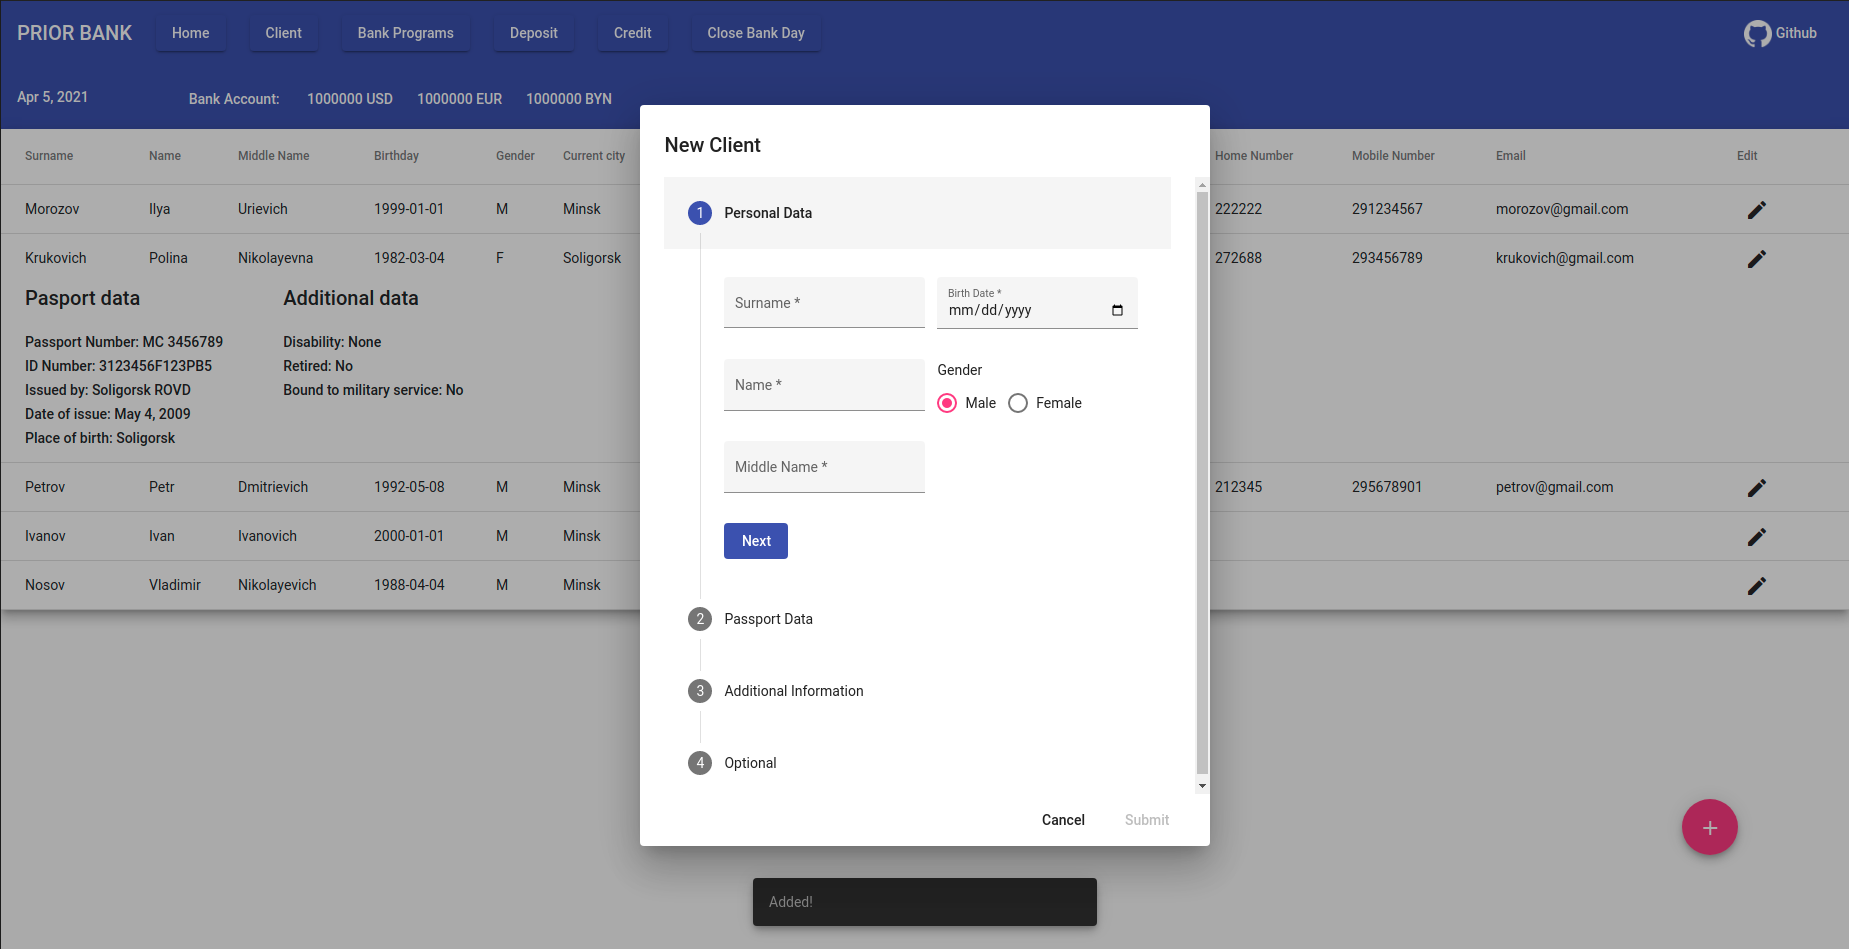 PRIOR BANK Home Client Bank Programs Deposit Credit Close Bank Day Github
Apr 5, 2021 Bank Account: 1000000 USD 1000000 EUR 1000000 BYN
Surname Name Middle Name Birthday Gender Current city Home Number Mobile Number Email Edit
Morozov Ilya Urievich 1999-01-01 M Minsk 222222 291234567 morozov@gmail.com
Krukovich Polina Nikolayevna 1982-03-04 F Soligorsk 272688 293456789 krukovich@gmail.com
Pasport data Additional data
Passport Number: MC 3456789 Disability: None
ID Number: 3123456F123PB5 Retired: No
Issued by: Soligorsk ROVD Bound to military service: No
Date of issue: May 4, 2009
Place of birth: Soligorsk
Petrov Petr Dmitrievich 1992-05-08 M Minsk 212345 295678901 petrov@gmail.com
Ivanov Ivan Ivanovich 2000-01-01 M Minsk
Nosov Vladimir Nikolayevich 1988-04-04 M Minsk
New Client
1 Personal Data
Surname * Birth Date *
mm/dd/yyyy
Name * Gender
Male Female
Middle Name *
Next
2 Passport Data
3 Additional Information
4 Optional
Cancel Submit
+
Added!